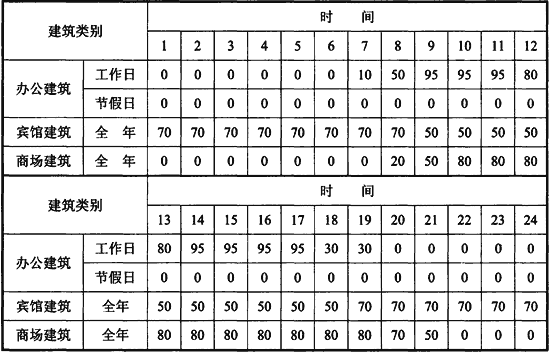 建筑类别 时 间
1 2 3 4 5 6 7 8 9 10 11 12
办公建筑 工作日 0 0 0 0 0 0 10 50 95 95 95 80
节假日 0 0 0 0 0 0 0 0 0 0 0 0
宾馆建筑 全 年 70 70 70 70 70 70 70 70 50 50 50 50
商场建筑 全 年 0 0 0 0 0 0 0 20 50 80 80 80
建筑类别 时 间
13 14 15 16 17 18 19 20 21 22 23 24
办公建筑 工作日 80 95 95 95 95 30 30 0 0 0 0 0
节假日 0 0 0 0 0 0 0 0 0 0 0 0
宾馆建筑 全年 50 50 50 50 50 50 70 70 70 70 70 70
商场建筑 全年 80 80 80 80 80 80 80 70 50 0 0 0